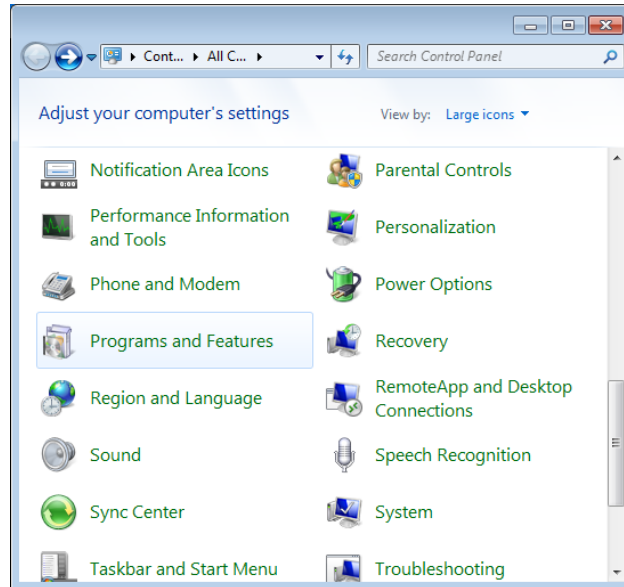 Cont... All C...
Search Control Panel
Adjust your computer's settings
View by: Large icons
Notification Area Icons
Parental Controls
Performance Information
and Tools
Personalization
Phone and Modem
Power Options
Programs and Features
Recovery
Region and Language
RemoteApp and Desktop
Connections
Sound
Speech Recognition
Sync Center
System
Taskbar and Start Menu
Troubleshooting